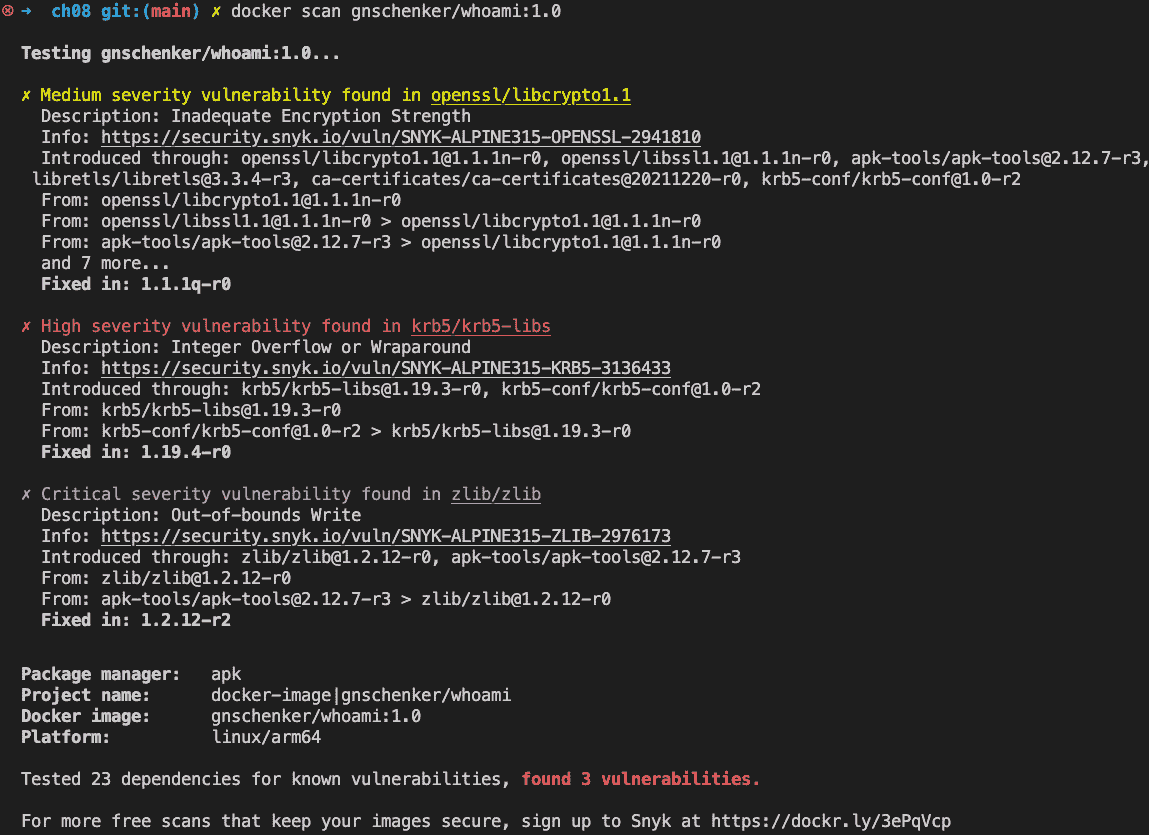 ⊗ → ch08 git:(main) ✗ docker scan gnschenker/whoami:1.0
Testing gnschenker/whoami:1.0...
✗ Medium severity vulnerability found in openssl/libcrypto1.1
Description: Inadequate Encryption Strength
Info: https://security.snyk.io/vuln/SNYK-ALPINE315-OPENSSL-2941810
Introduced through: openssl/libcrypto1.1@1.1.1n-r0, openssl/libssl1.1@1.1.1n-r0, apk-tools/apk-tools@2.12.7-r3,
libretls/libretls@3.3.4-r3, ca-certificates/ca-certificates@20211220-r0, krb5-conf/krb5-conf@1.0-r2
From: openssl/libcrypto1.1@1.1.1n-r0
From: openssl/libssl1.1@1.1.1n-r0 > openssl/libcrypto1.1@1.1.1n-r0
From: apk-tools/apk-tools@2.12.7-r3 > openssl/libcrypto1.1@1.1.1n-r0
and 7 more...
Fixed in: 1.1.1q-r0
✗ High severity vulnerability found in krb5/krb5-libs
Description: Integer Overflow or Wraparound
Info: https://security.snyk.io/vuln/SNYK-ALPINE315-KRB5-3136433
Introduced through: krb5/krb5-libs@1.19.3-r0, krb5-conf/krb5-conf@1.0-r2
From: krb5/krb5-libs@1.19.3-r0
From: krb5-conf/krb5-conf@1.0-r2 > krb5/krb5-libs@1.19.3-r0
Fixed in: 1.19.4-r0
✗ Critical severity vulnerability found in zlib/zlib
Description: Out-of-bounds Write
Info: https://security.snyk.io/vuln/SNYK-ALPINE315-ZLIB-2976173
Introduced through: zlib/zlib@1.2.12-r0, apk-tools/apk-tools@2.12.7-r3
From: zlib/zlib@1.2.12-r0
From: apk-tools/apk-tools@2.12.7-r3 > zlib/zlib@1.2.12-r0
Fixed in: 1.2.12-r2
Package manager: apk
Project name: docker-image|gnschenker/whoami
Docker image: gnschenker/whoami:1.0
Platform: linux/arm64
Tested 23 dependencies for known vulnerabilities, found 3 vulnerabilities.
For more free scans that keep your images secure, sign up to Snyk at https://dockr.ly/3ePqVcp